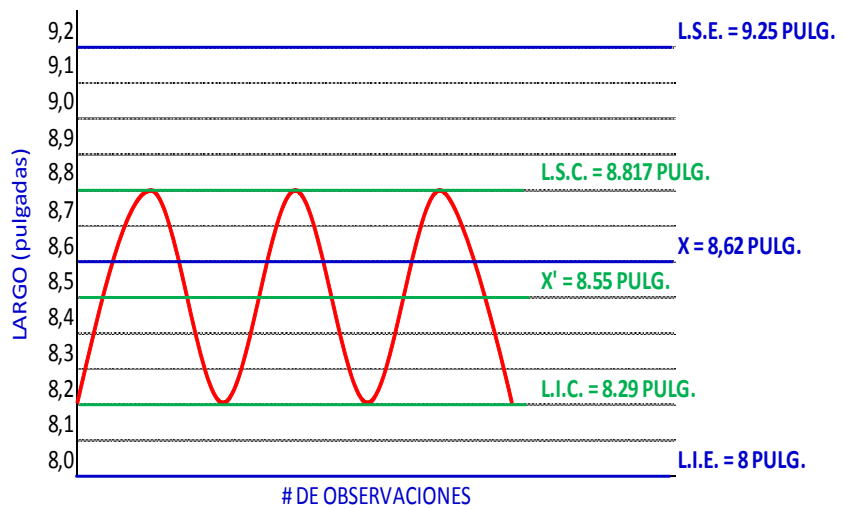 9,2
L.S.E. = 9.25 PULG.
9,1
9,0
8,9
8,8
L.S.C. = 8.817 PULG.
8,7
8,6
X = 8,62 PULG.
8,5
X' = 8.55 PULG.
8,4
8,3
8,2
L.I.C. = 8.29 PULG.
8,1
8,0
L.I.E. = 8 PULG.
LARGO (pulgadas)
# DE OBSERVACIONES